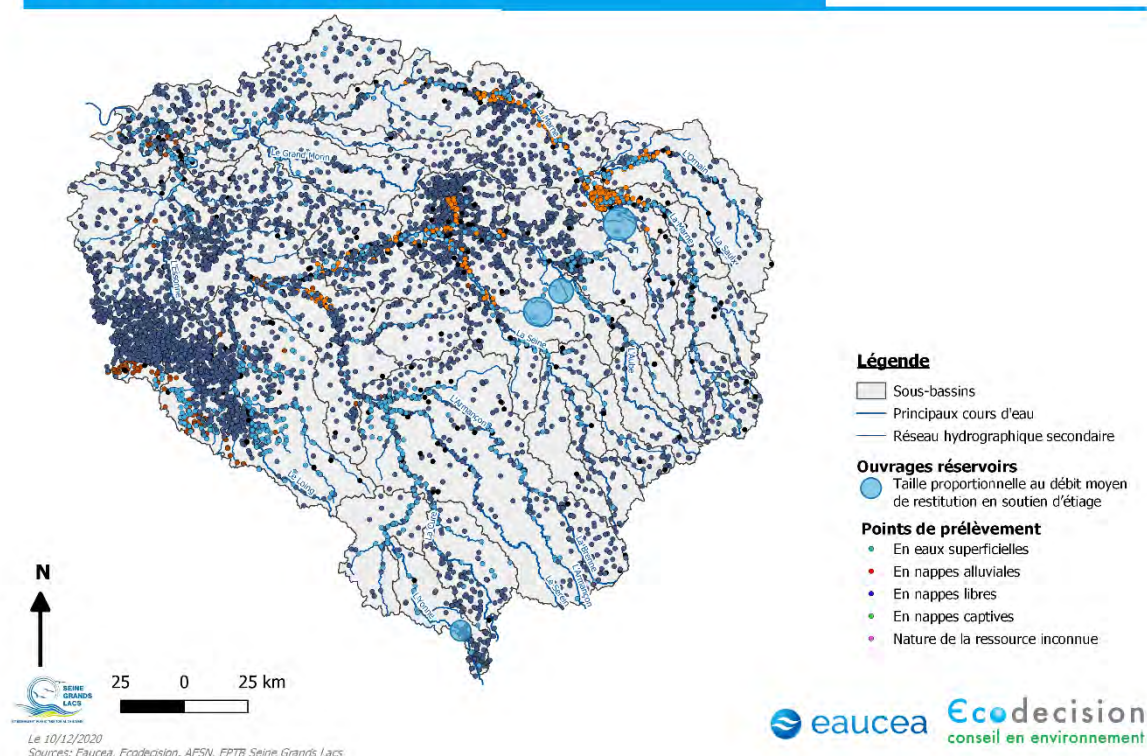 La Marne
L'Ornain
Le Grand Morin
La Saulx
L'Essonne
La Seine
L'Aube
L'Armançon
Le Loing
La Cure
La Brenne
L'Armançon
Le Serein
L'Yonne
Légende
Sous-bassins
Principaux cours d'eau
Réseau hydrographique secondaire
Ouvrages réservoirs
Taille proportionnelle au débit moyen
de restitution en soutien d'étiage
Points de prélèvement
En eaux superficielles
En nappes alluviales
En nappes libres
En nappes captives
Nature de la ressource inconnue
N
SEINE
GRANDS
LACS
25 0 25 km
Le 10/12/2020
Sources: Eaucea, Ecodecision, AESN, EPTB Seine Grands Lacs
eaucea
Ecodecision
conseil en environnement